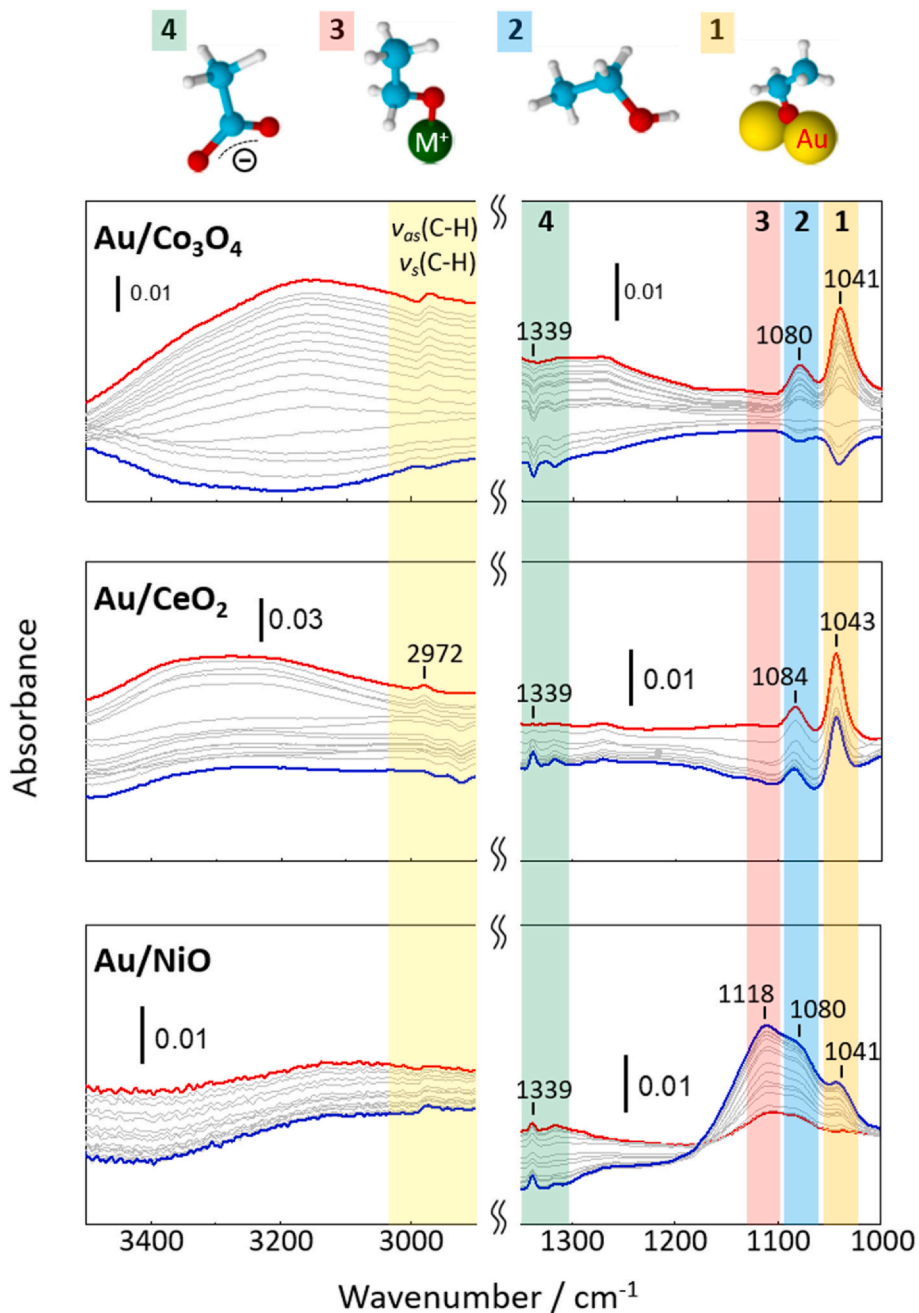 4 3 2 1
M⁺ Au
⊖
Au/Co₃O₄
νas(C-H)
νs(C-H)
4 3 2 1
0.01
0.01
1339
1080
1041
Au/CeO₂
0.03
2972
0.01
1339
1084
1043
Au/NiO
0.01
1118
1080
1041
1339
0.01
Absorbance
3400 3200 3000 1300 1200 1100 1000
Wavenumber / cm⁻¹